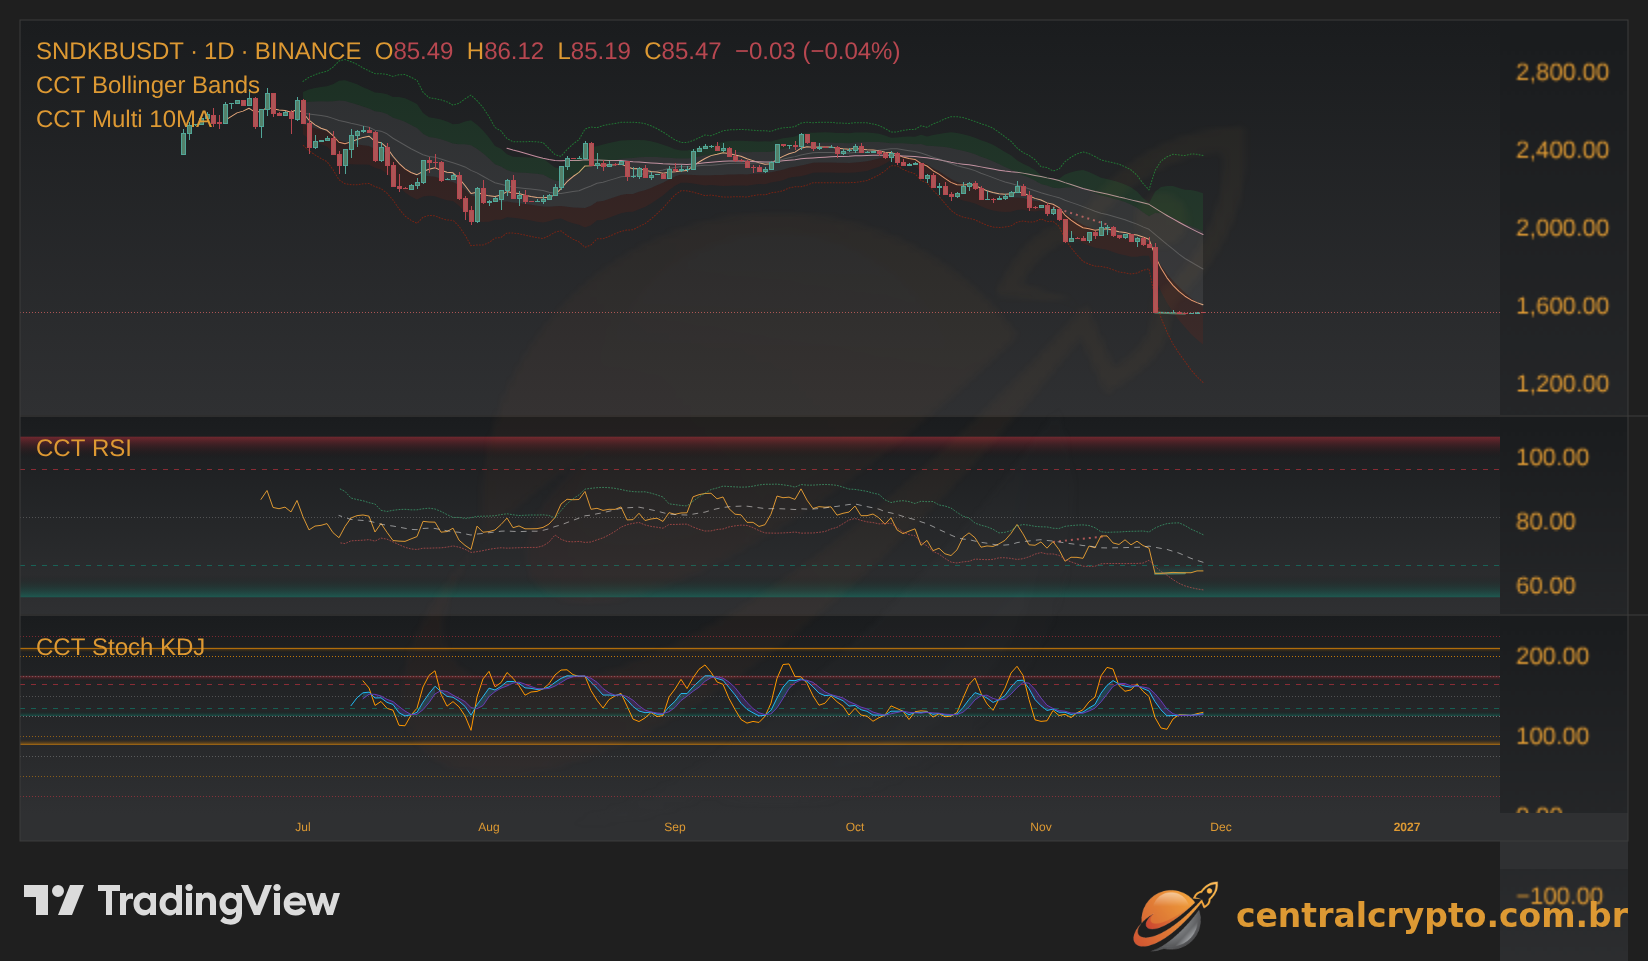 SNDKBUSDT · 1D · BINANCE O85.49 H86.12 L85.19 C85.47 −0.03 (−0.04%)
CCT Bollinger Bands
CCT Multi 10MA
2,800.00
2,400.00
2,000.00
1,600.00
1,200.00
CCT RSI
100.00
80.00
60.00
CCT Stoch KDJ
200.00
100.00
0.00
Jul Aug Sep Oct Nov Dec 2027
−100.00
TradingView
centralcrypto.com.br